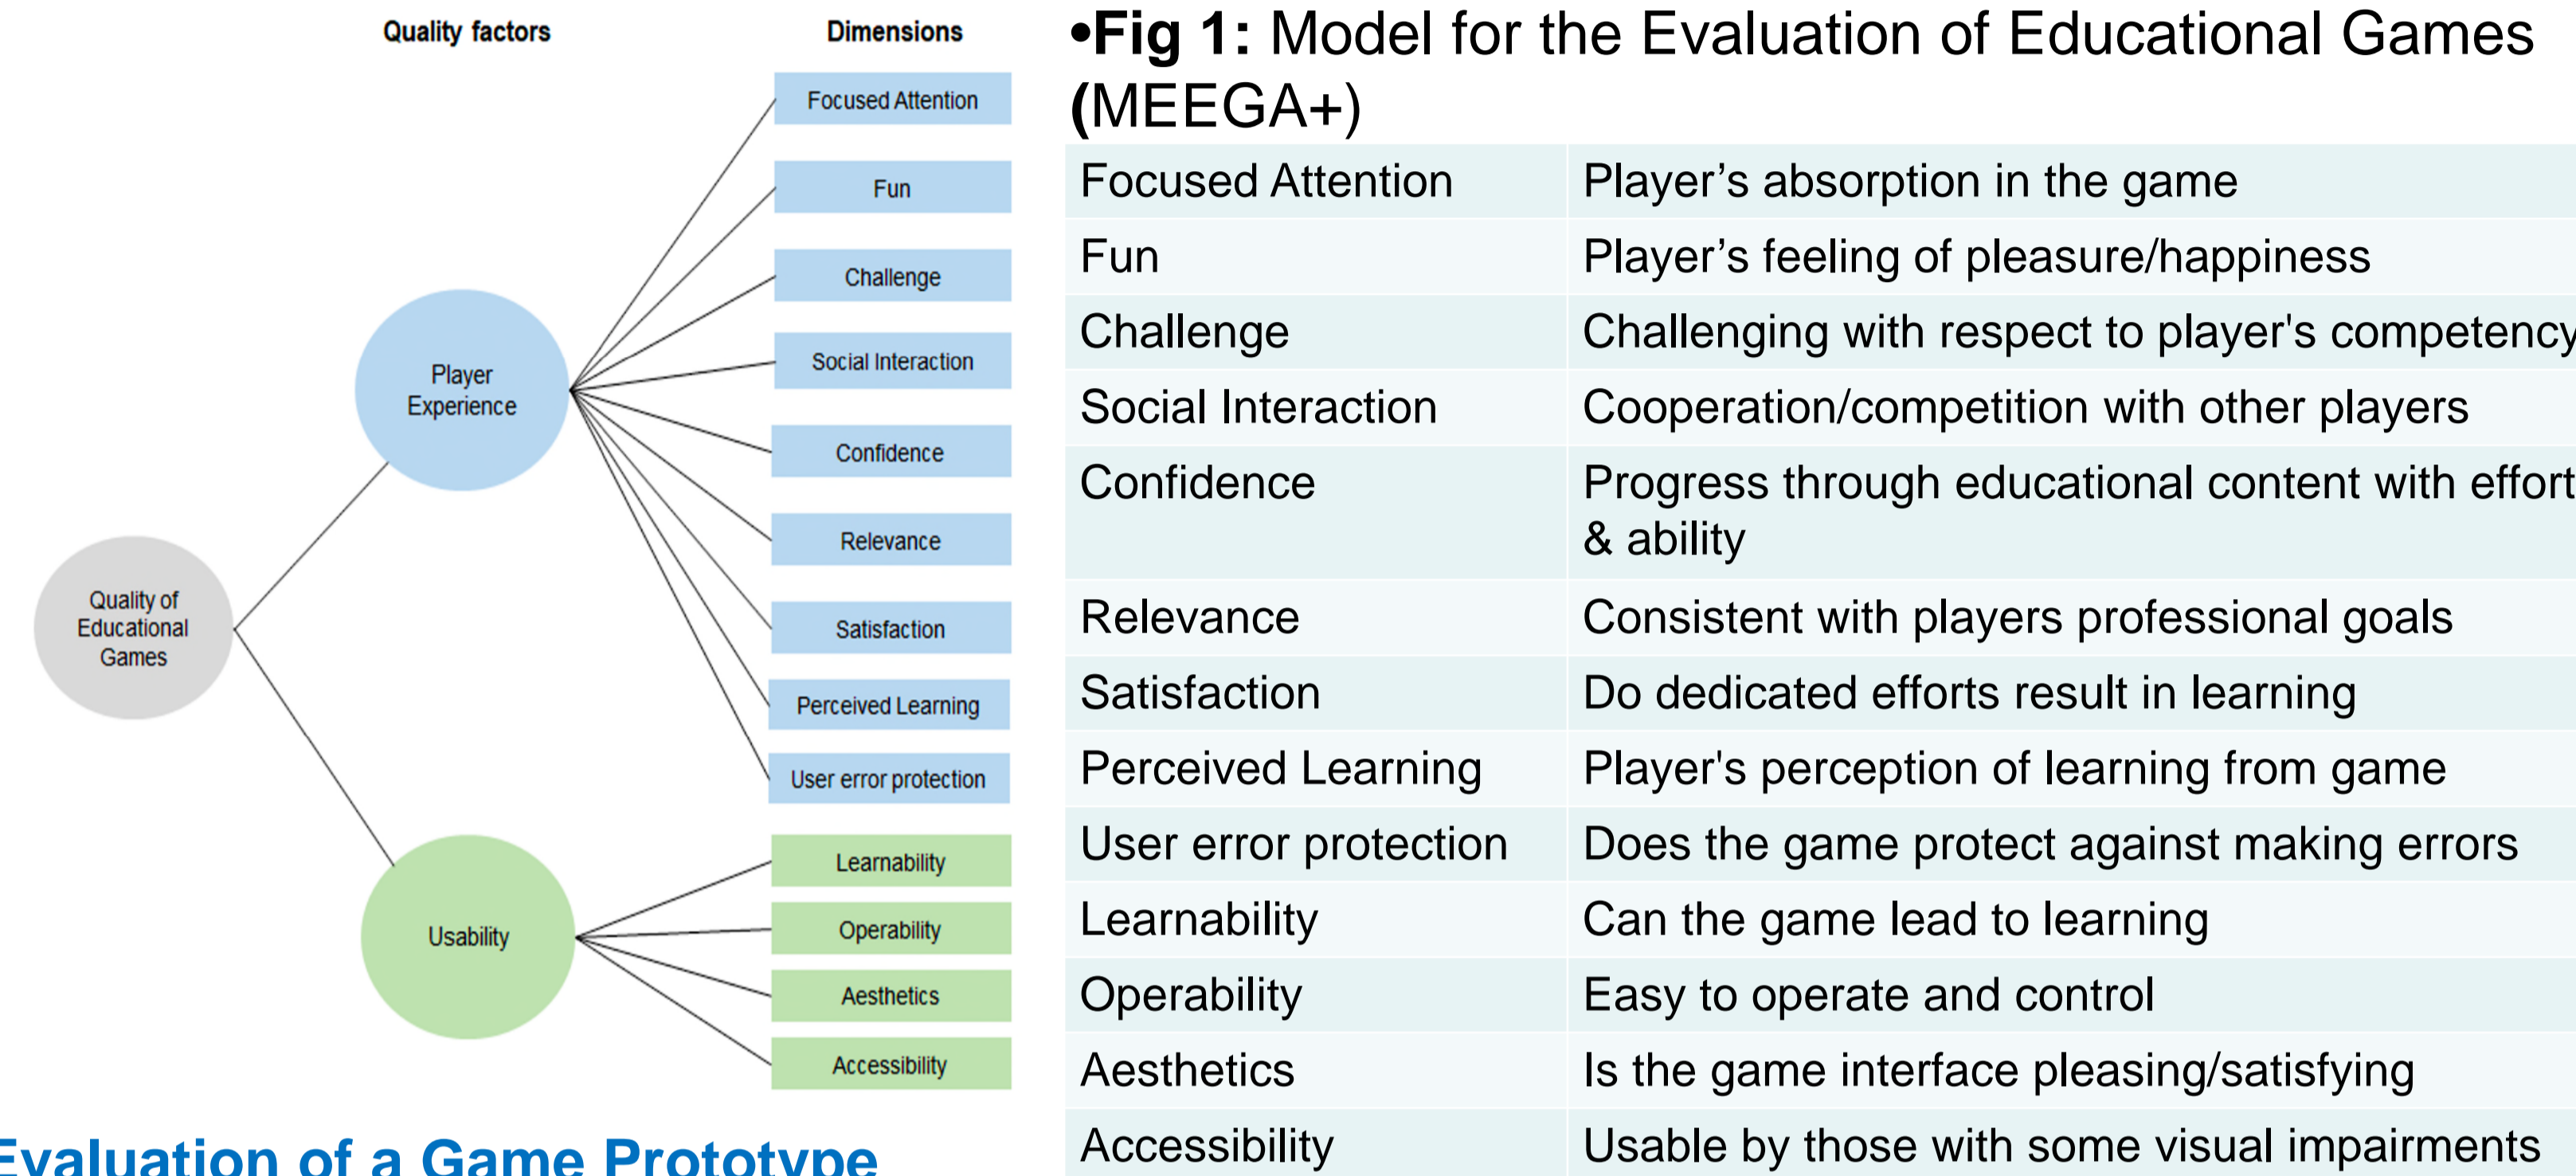 Quality factors
Dimensions
Focused Attention
Fun
Challenge
Social Interaction
Confidence
Relevance
Satisfaction
Perceived Learning
User error protection
Learnability
Operability
Aesthetics
Accessibility
Player
Experience
Quality of
Educational
Games
Usability
•Fig 1: Model for the Evaluation of Educational Games
(MEEGA+)
Focused Attention Player’s absorption in the game
Fun Player’s feeling of pleasure/happiness
Challenge Challenging with respect to player's competency
Social Interaction Cooperation/competition with other players
Confidence Progress through educational content with effort
& ability
Relevance Consistent with players professional goals
Satisfaction Do dedicated efforts result in learning
Perceived Learning Player's perception of learning from game
User error protection Does the game protect against making errors
Learnability Can the game lead to learning
Operability Easy to operate and control
Aesthetics Is the game interface pleasing/satisfying
Accessibility Usable by those with some visual impairments
Evaluation of a Game Prototype